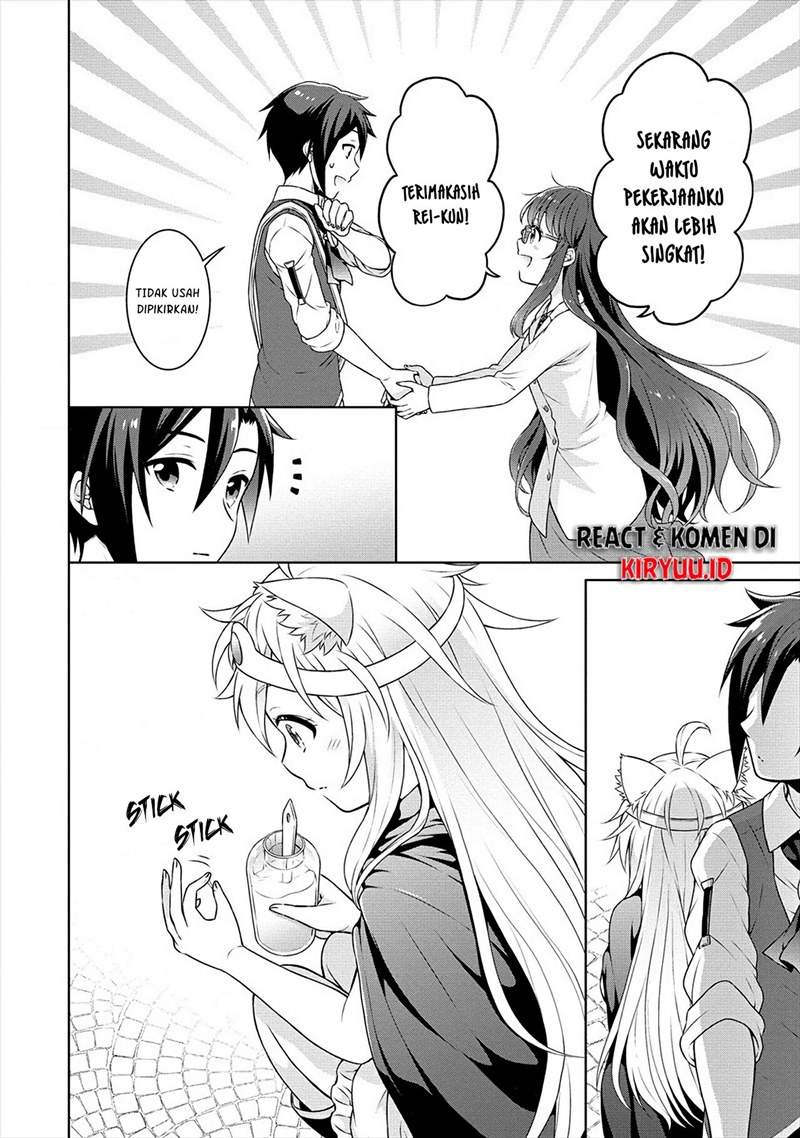 SEKARANG
WAKTU
PEKERJAANKU
AKAN LEBIH
SINGKAT!
TERIMAKASIH
REI-KUN!
TIDAK USAH
DIPIKIRKAN!
REACT & KOMEN DI
KIRYUU.ID
STICK
STICK